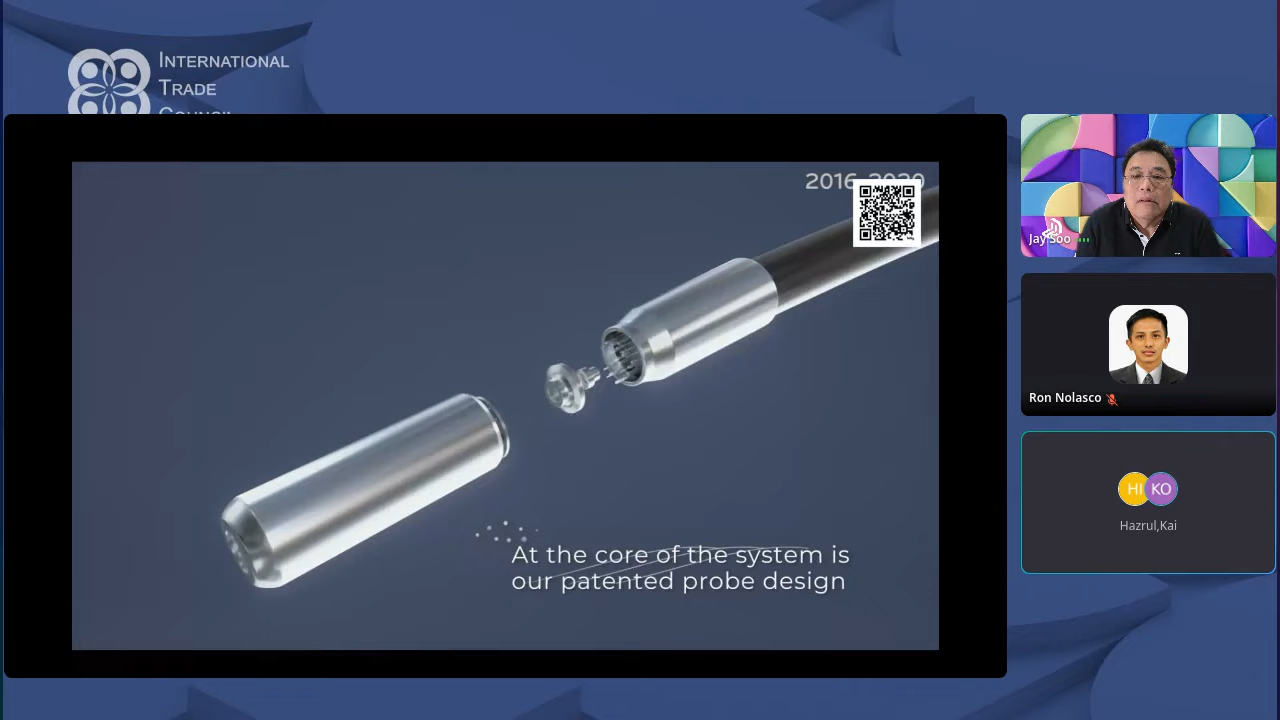 INTERNATIONAL
TRADE
COUNCIL
2016-2020
At the core of the system is
our patented probe design
Jay Soo
Ron Nolasco
HI
KO
Hazrul,Kai